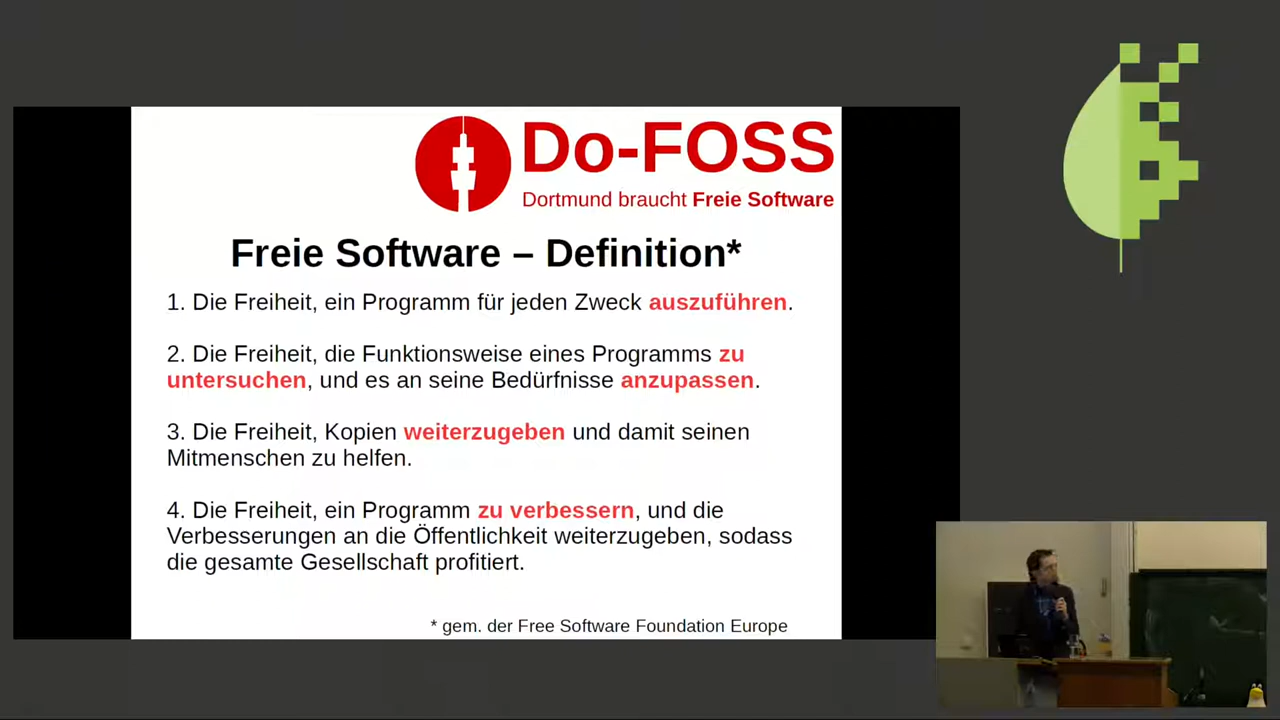 Do-FOSS
Dortmund braucht Freie Software
Freie Software – Definition*
1. Die Freiheit, ein Programm für jeden Zweck auszuführen.
2. Die Freiheit, die Funktionsweise eines Programms zu
untersuchen, und es an seine Bedürfnisse anzupassen.
3. Die Freiheit, Kopien weiterzugeben und damit seinen
Mitmenschen zu helfen.
4. Die Freiheit, ein Programm zu verbessern, und die
Verbesserungen an die Öffentlichkeit weiterzugeben, sodass
die gesamte Gesellschaft profitiert.
* gem. der Free Software Foundation Europe